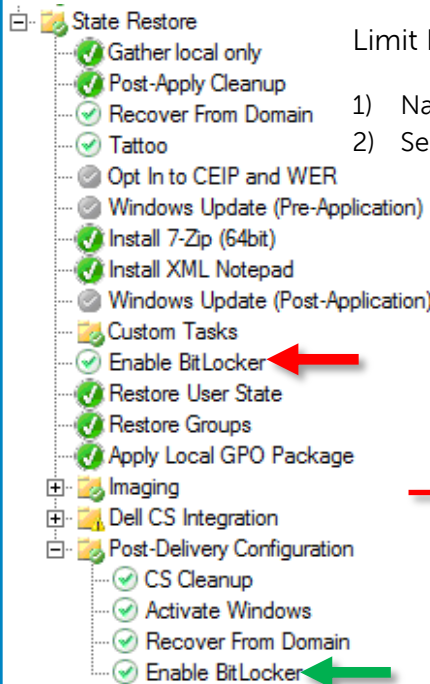 State Restore
Gather local only
Post-Apply Cleanup
Recover From Domain
Tattoo
Opt In to CEIP and WER
Windows Update (Pre-Application)
Install 7-Zip (64bit)
Install XML Notepad
Windows Update (Post-Application)
Custom Tasks
Enable BitLocker
Restore User State
Restore Groups
Apply Local GPO Package
Imaging
Dell CS Integration
Post-Delivery Configuration
CS Cleanup
Activate Windows
Recover From Domain
Enable BitLocker
Limit
1) Na
2) Se